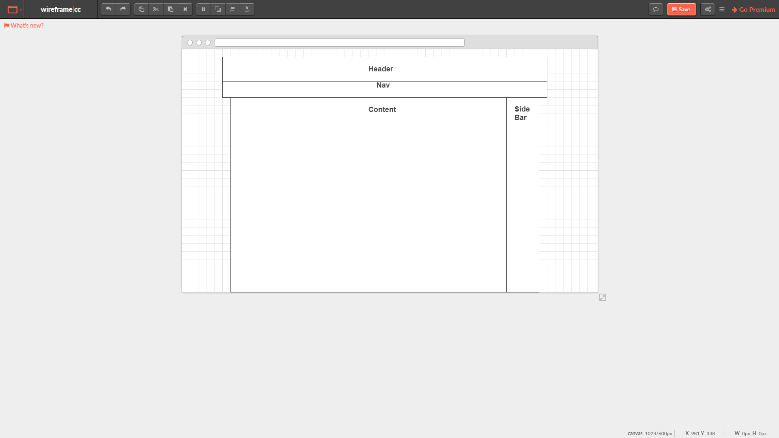 wireframe|cc
Save
Go Premium
What's new?
Header
Nav
Content
Side
Bar